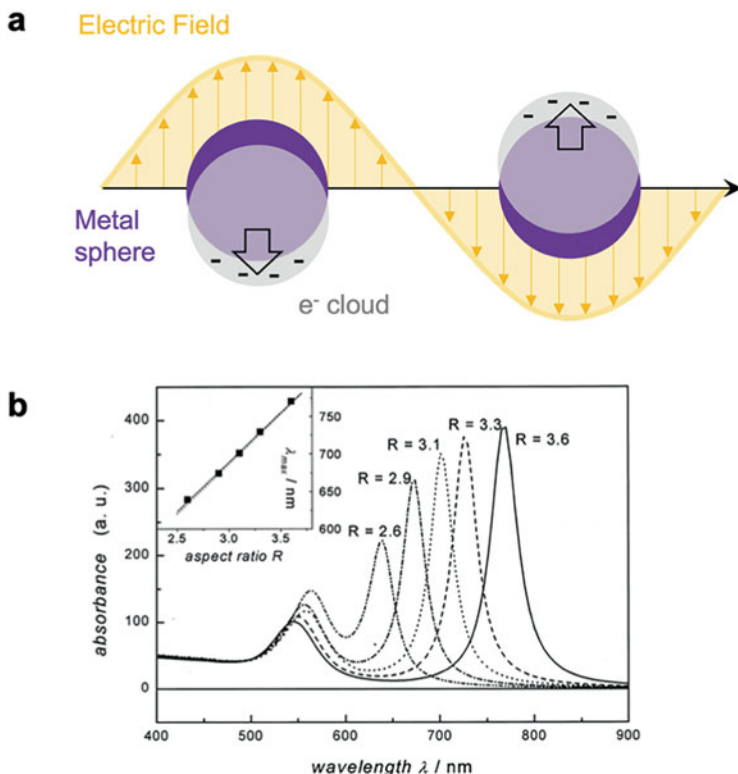 a
Electric Field
Metal
sphere
e⁻ cloud
b
absorbance (a. u.)
400
300
200
100
0
400 500 600 700 800 900
wavelength λ / nm
R = 2.6
R = 2.9
R = 3.1
R = 3.3
R = 3.6
750
700
650
600
λmax / nm
2.5 3.0 3.5
aspect ratio R